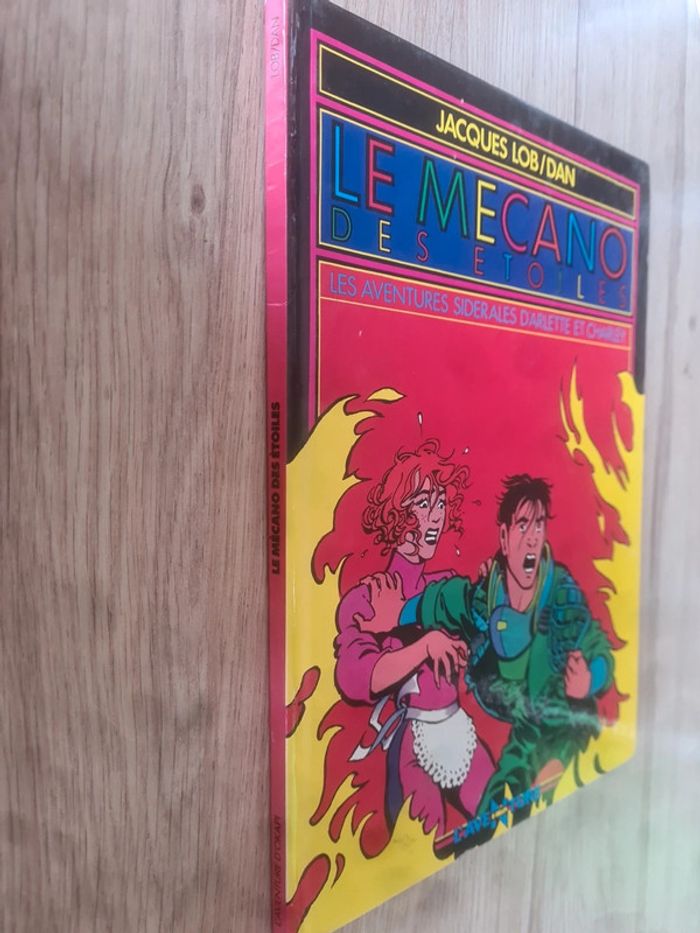 LOB/DAN
LE MÉCANO DES ÉTOILES
L'AVENTURE D'OKAPI
JACQUES LOB/DAN
LE MECANO
DES ETOILES
LES AVENTURES SIDERALES D'ARLETTE ET CHARLEY